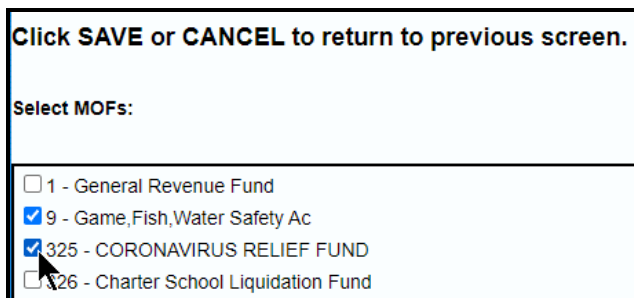 Click SAVE or CANCEL to return to previous screen.
Select MOFs:
1 - General Revenue Fund
9 - Game,Fish,Water Safety Ac
325 - CORONAVIRUS RELIEF FUND
326 - Charter School Liquidation Fund